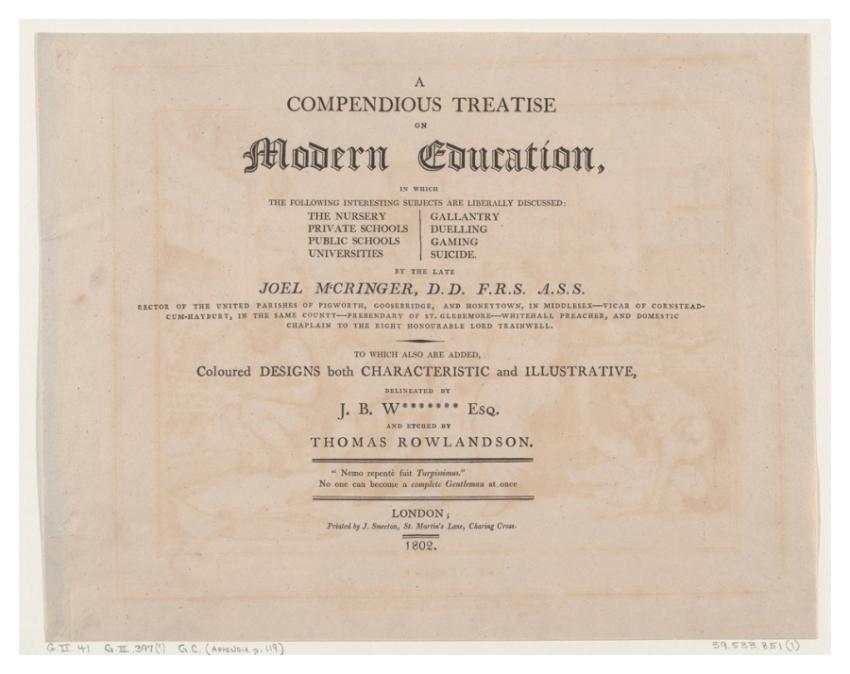 A
COMPENDIOUS TREATISE
ON
Modern Education,
IN WHICH
THE FOLLOWING INTERESTING SUBJECTS ARE LIBERALLY DISCUSSED:
THE NURSERY
PRIVATE SCHOOLS
PUBLIC SCHOOLS
UNIVERSITIES
GALLANTRY
DUELLING
GAMING
SUICIDE.
BY THE LATE
JOEL McCRINGER, D.D. F.R.S. A.S.S.
RECTOR OF THE UNITED PARISHES OF PIGWORTH, GOOSEBRIDGE, AND HONEYTOWN, IN MIDDLESEX—VICAR OF CORNSTEAD-
CUM-HAYBURY, IN THE SAME COUNTY—PREBENDARY OF ST. GLEBEMORE—WHITEHALL PREACHER, AND DOMESTIC
CHAPLAIN TO THE RIGHT HONOURABLE LORD TRAINWELL.
TO WHICH ALSO ARE ADDED,
Coloured DESIGNS both CHARACTERISTIC and ILLUSTRATIVE,
DELINEATED BY
J. B. W******* Esq.
AND ETCHED BY
THOMAS ROWLANDSON.
" Nemo repentè fuit Turpissimus."
No one can become a complete Gentleman at once
LONDON;
Printed by J. Smeeton, St. Martin's Lane, Charing Cross.
1802.
G.II. 41 G.II.397(?) G.C. (APPENDIX p. 119)
59.533.851(1)